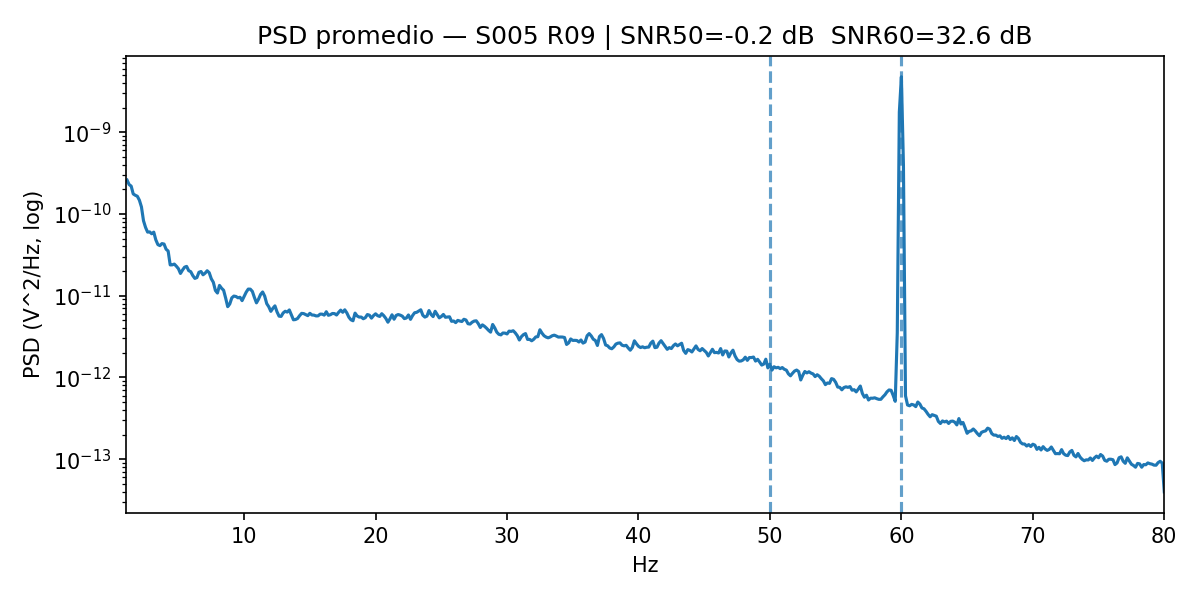 PSD promedio — S005 R09 | SNR50=-0.2 dB  SNR60=32.6 dB
PSD (V^2/Hz, log)
10⁻⁹
10⁻¹⁰
10⁻¹¹
10⁻¹²
10⁻¹³
10 20 30 40 50 60 70 80
Hz